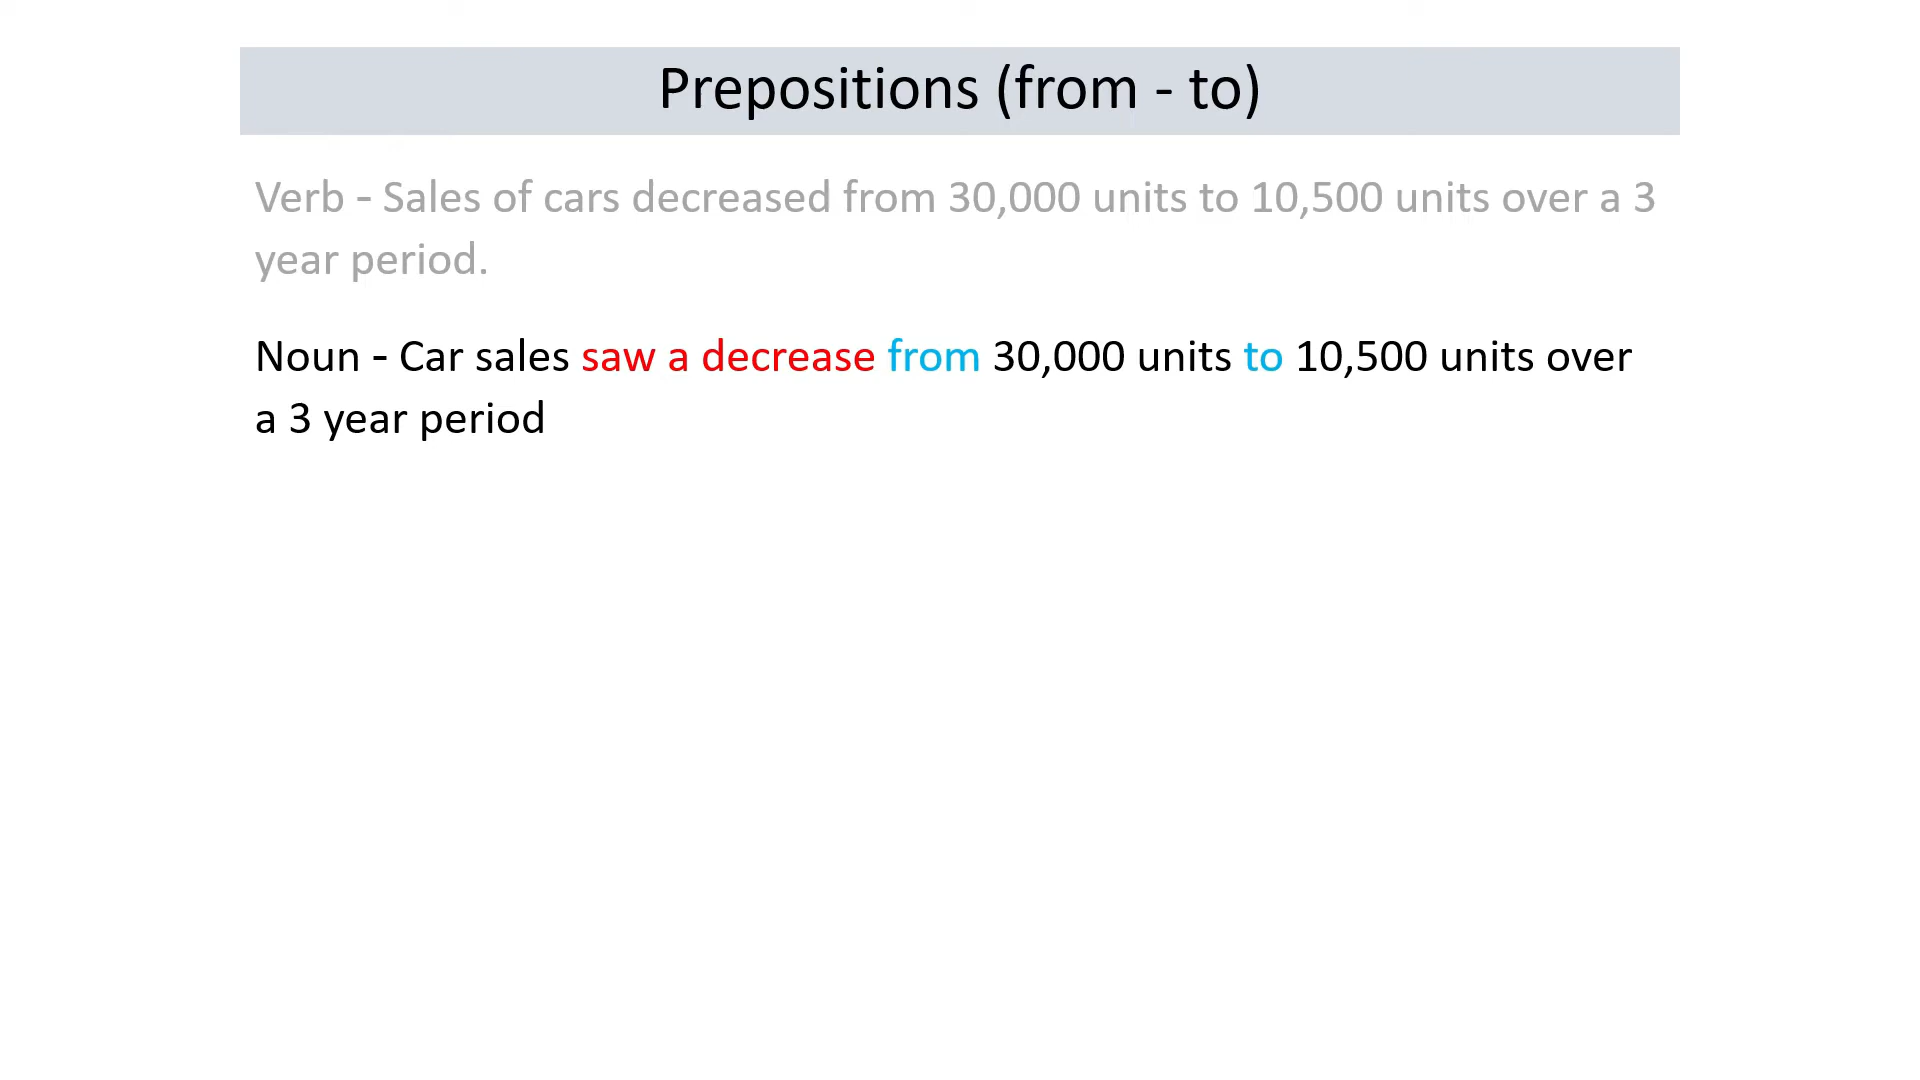 Prepositions (from - to)
Verb - Sales of cars decreased from 30,000 units to 10,500 units over a 3
year period.
Noun - Car sales saw a decrease from 30,000 units to 10,500 units over
a 3 year period